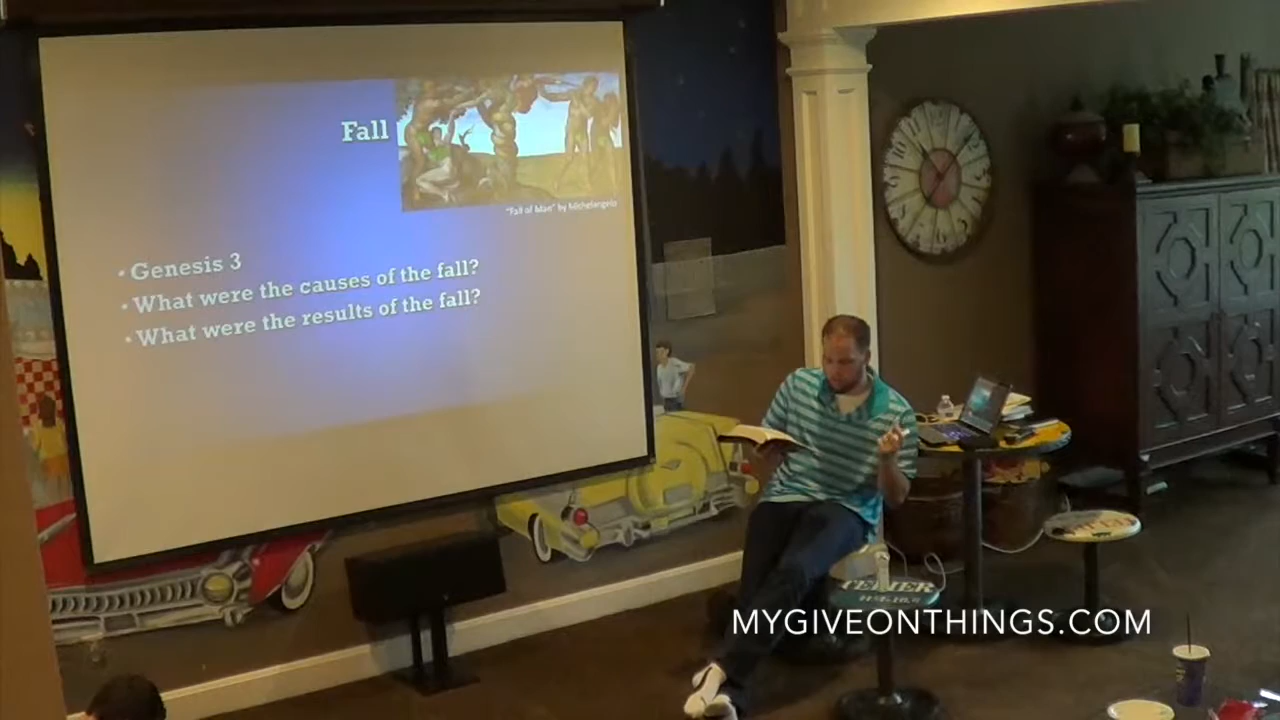 Fall
"Fall of Man" by Michelangelo
• Genesis 3
• What were the causes of the fall?
• What were the results of the fall?
MYGIVEONTHINGS.COM